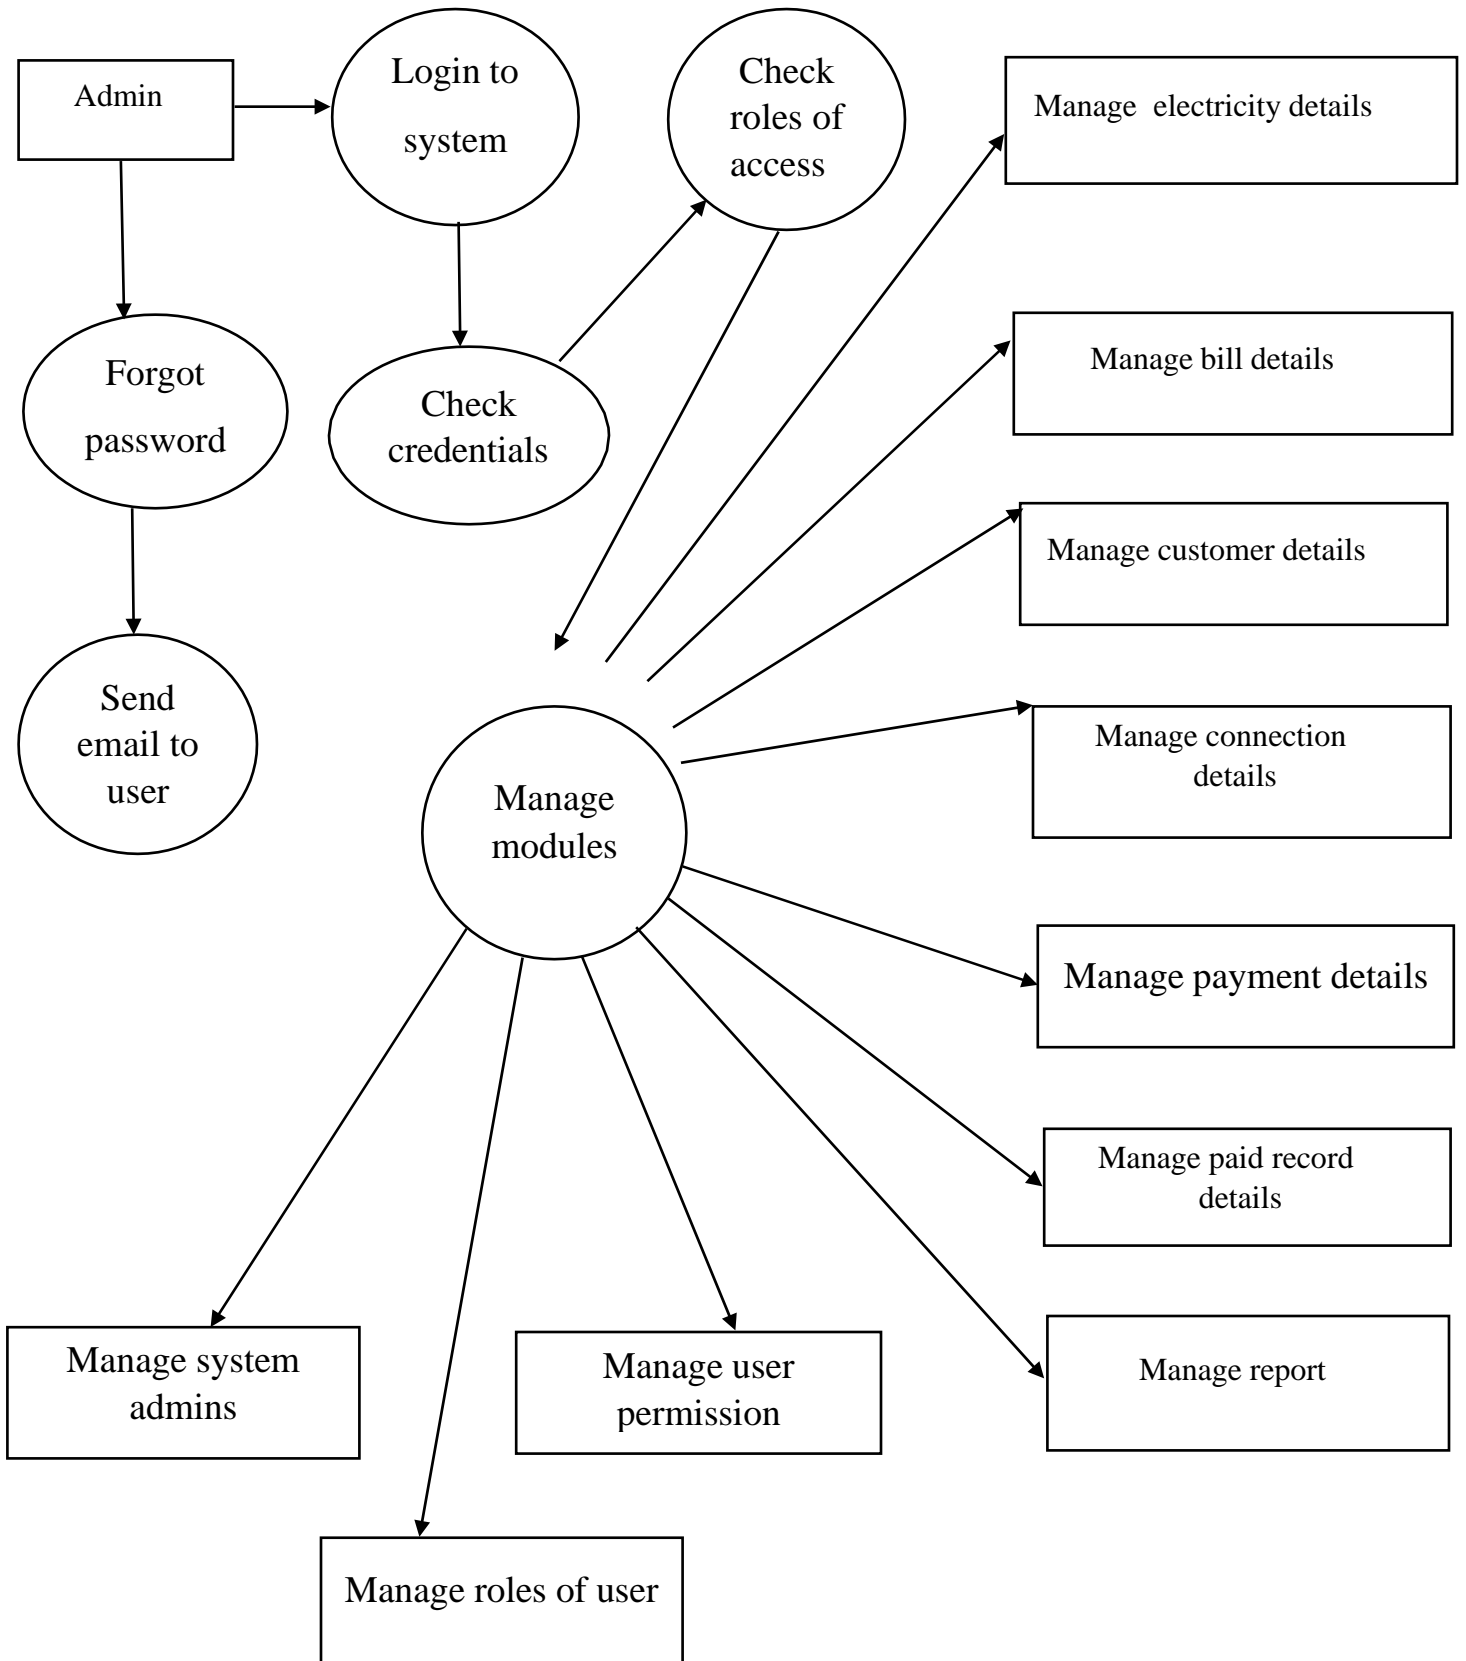 Admin
Login to
system
Check
roles of
access
Manage  electricity details
Forgot
password
Check
credentials
Manage bill details
Manage customer details
Send
email to
user
Manage
modules
Manage connection
details
Manage payment details
Manage paid record
details
Manage system
admins
Manage user
permission
Manage report
Manage roles of user